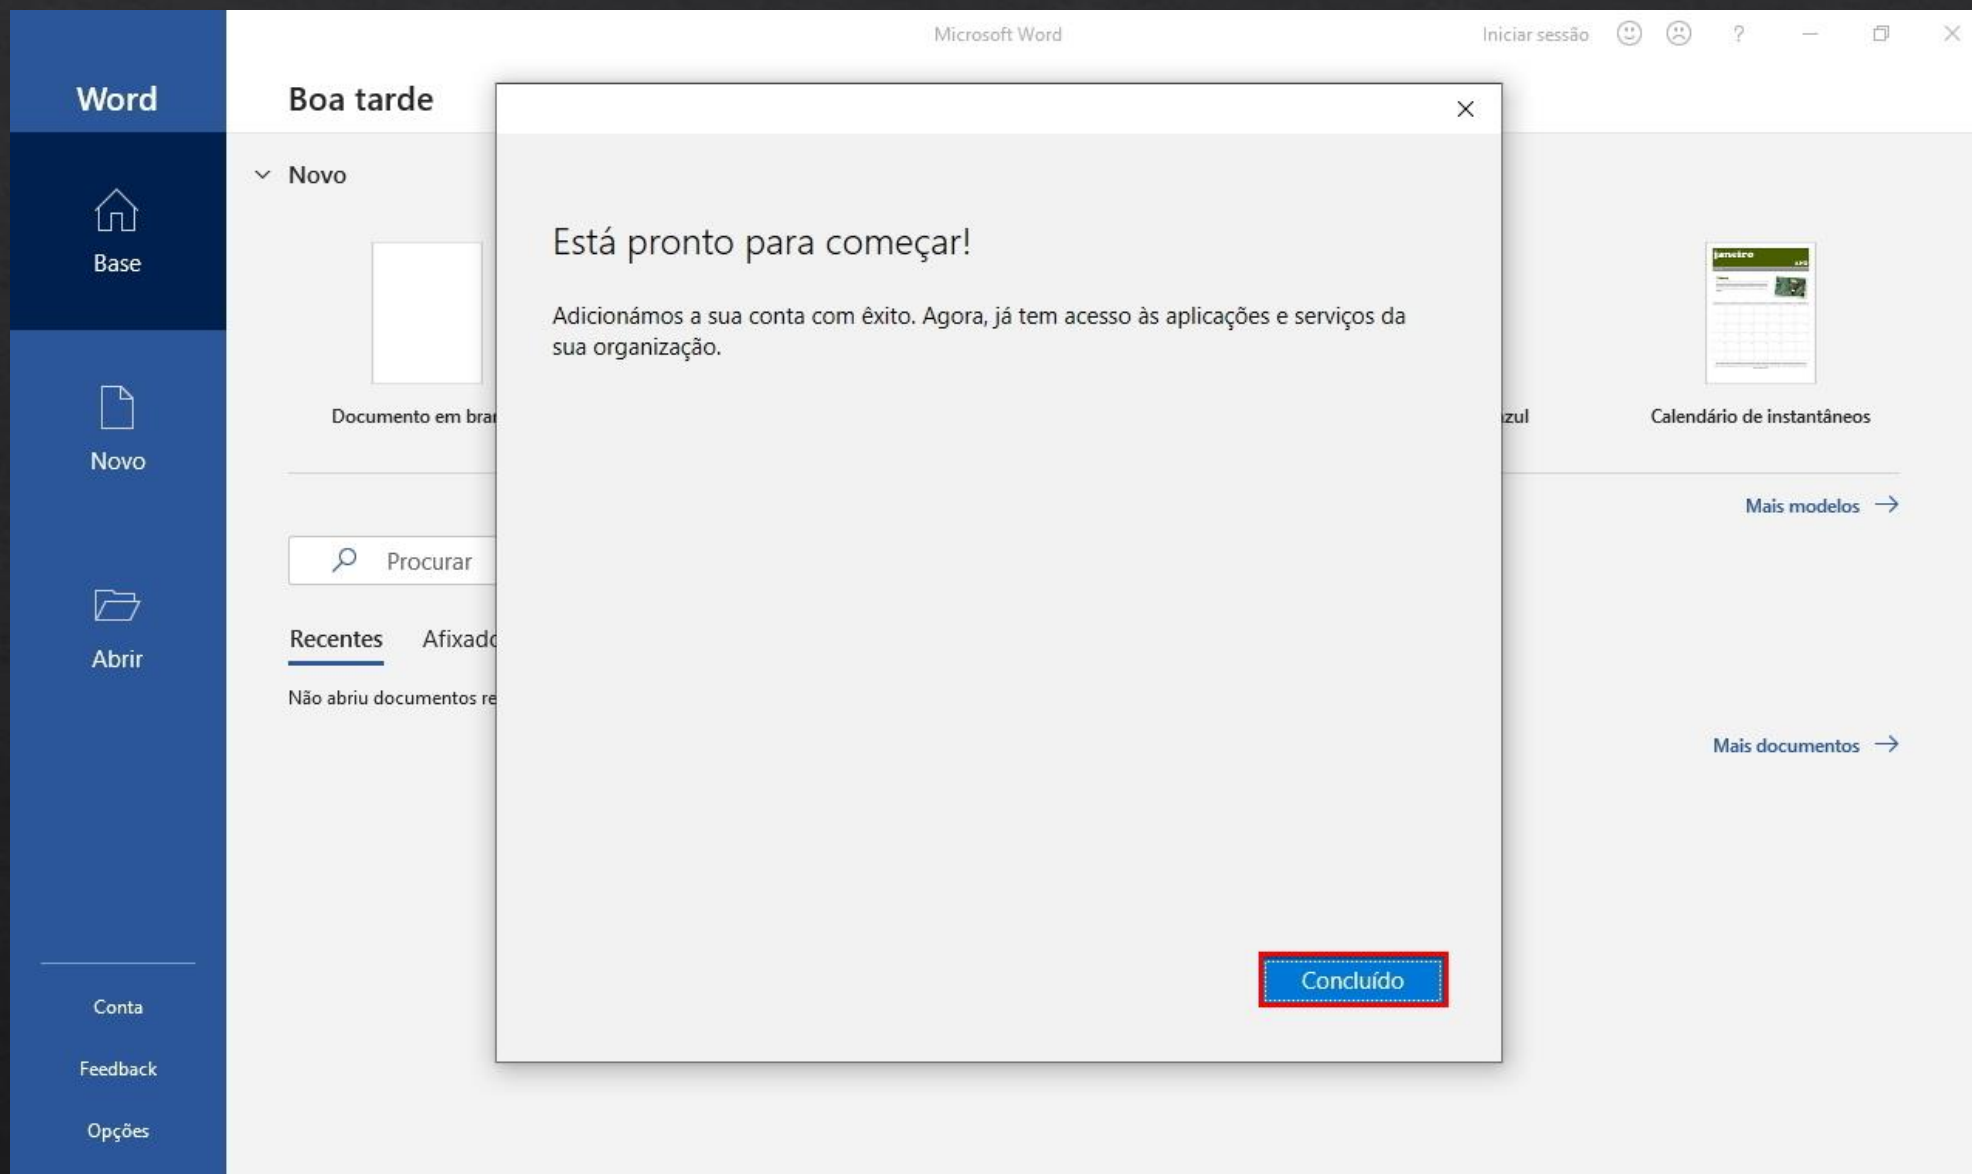 Microsoft Word
Iniciar sessão
?
Word
Boa tarde
Base
Novo
Abrir
Conta
Feedback
Opções
Novo
Documento em bra
zul
janeiro
Calendário de instantâneos
Mais modelos
Procurar
Recentes Afixado
Não abriu documentos re
Mais documentos
Está pronto para começar!
Adicionámos a sua conta com êxito. Agora, já tem acesso às aplicações e serviços da
sua organização.
Concluído